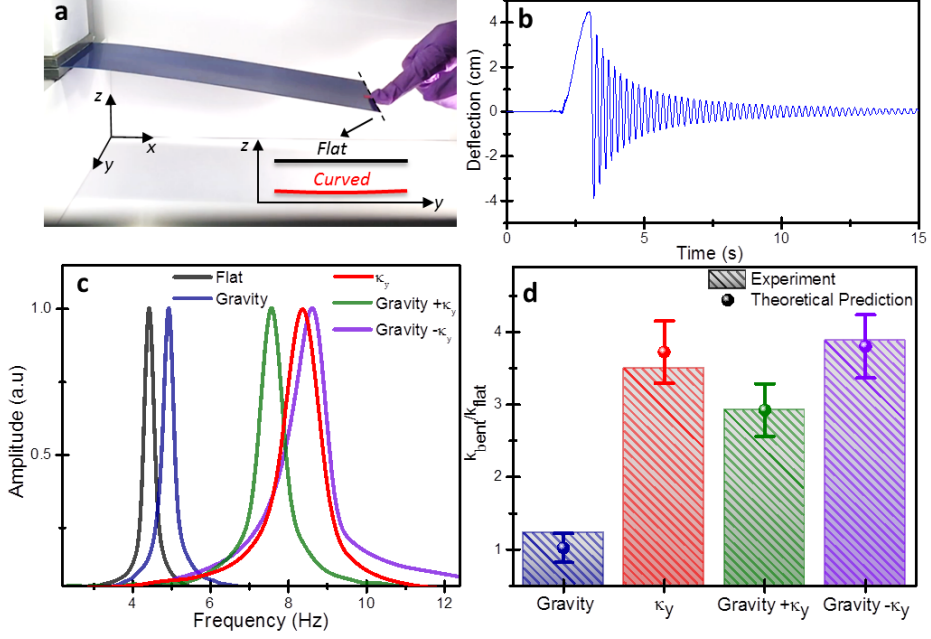 a
z
x
y
z
Flat
Curved
y
b
Deflection (cm)
4
2
0
-2
-4
0
5
10
15
Time (s)
c
Flat
Gravity
κy
Gravity +κy
Gravity -κy
Amplitude (a.u)
1.0
0.5
4
6
8
10
12
Frequency (Hz)
d
Experiment
Theoretical Prediction
kbent/kflat
4
3
2
1
Gravity
κy
Gravity +κy
Gravity -κy